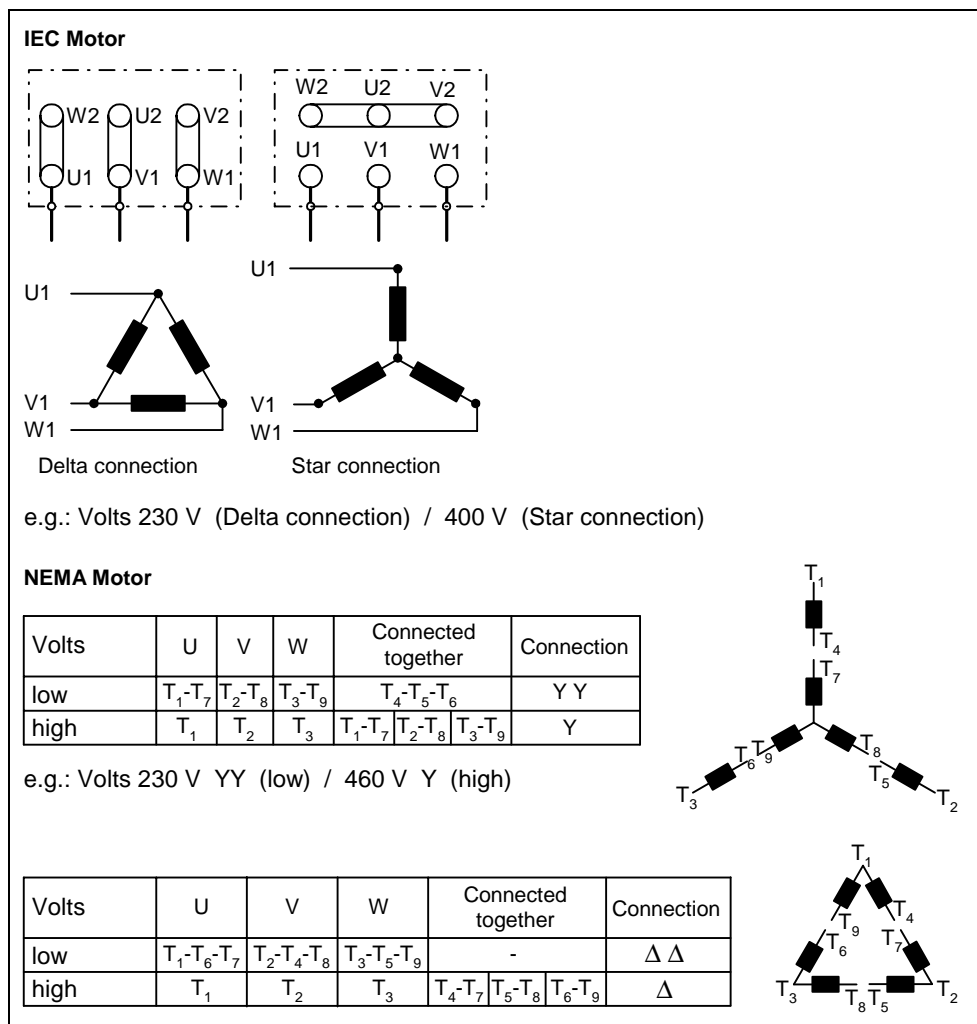 IEC Motor
W2 U2 V2
U1 V1 W1
W2 U2 V2
U1 V1 W1
U1
V1
W1
Delta connection
U1
V1
W1
Star connection
e.g.: Volts 230 V (Delta connection) / 400 V (Star connection)
NEMA Motor
Volts U V W Connected together Connection
low T1-T7 T2-T8 T3-T9 T4-T5-T6 Y Y
high T1 T2 T3 T1-T7 T2-T8 T3-T9 Y
e.g.: Volts 230 V YY (low) / 460 V Y (high)
T1
T4
T7
T6 T9 T8
T5
T3 T2
Volts U V W Connected together Connection
low T1-T6-T7 T2-T4-T8 T3-T5-T9 - Δ Δ
high T1 T2 T3 T4-T7 T5-T8 T6-T9 Δ
T1
T9 T4
T6 T7
T3 T8 T5 T2